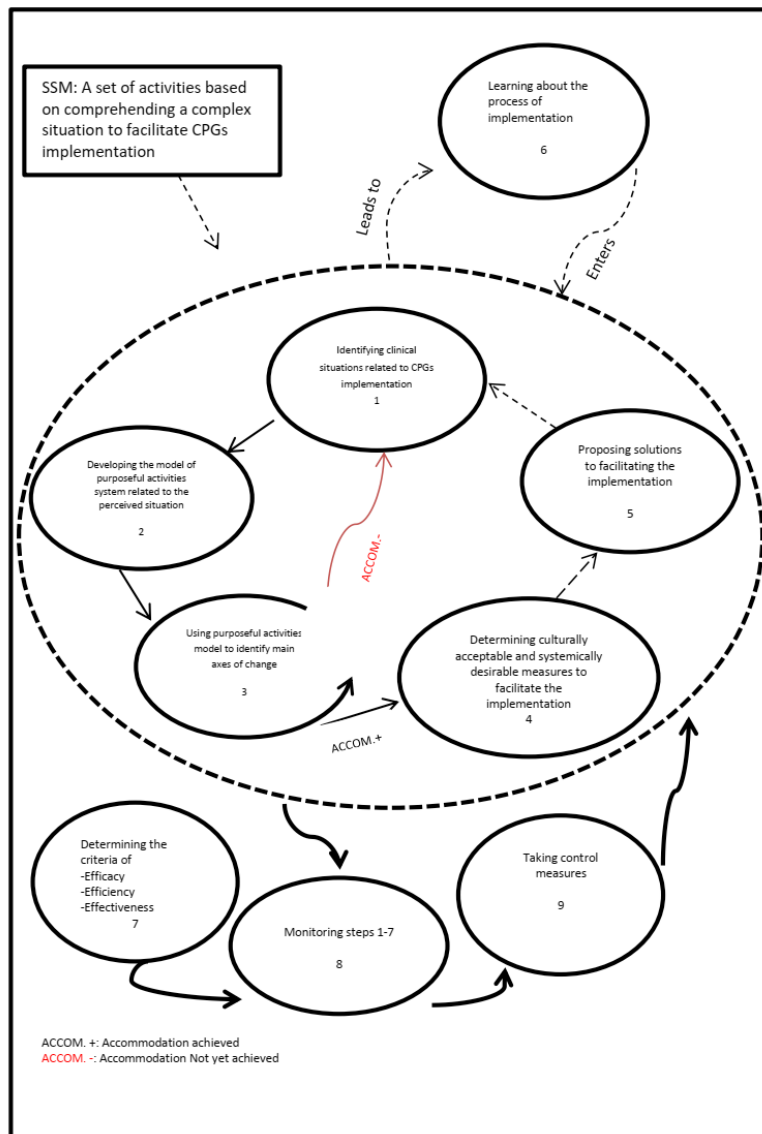 SSM: A set of activities based
on comprehending a complex
situation to facilitate CPGs
implementation
Learning about the
process of
implementation
6
Leads to
Enters
Identifying clinical
situations related to CPGs
implementation
1
Developing the model of
purposeful activities
system related to the
perceived situation
2
Proposing solutions
to facilitating the
implementation
5
ACCOM.-
Using purposeful activities
model to identify main
axes of change
3
Determining culturally
acceptable and systemically
desirable measures to
facilitate the
implementation
4
ACCOM.+
Determining the
criteria of
-Efficacy
-Efficiency
-Effectiveness
7
Monitoring steps 1-7
8
Taking control
measures
9
ACCOM. +: Accommodation achieved
ACCOM. -: Accommodation Not yet achieved